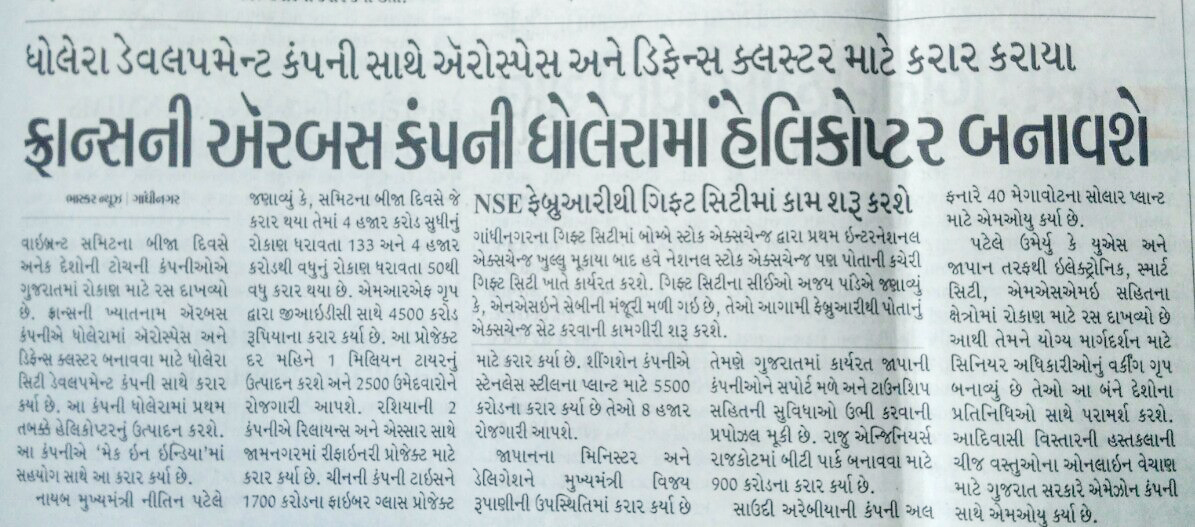 ધોલેરા ડેવલપમેન્ટ કંપની સાથે ઍરોસ્પેસ અને ડિફેન્સ ક્લસ્ટર માટે કરાર કરાયા
ફ્રાન્સની ઍરબસ કંપની ધોલેરામાં હેલિકોપ્ટર બનાવશે
ભાસ્કર ન્યૂઝ | ગાંધીનગર
વાઇબ્રન્ટ સમિટના બીજા દિવસે
અનેક દેશોની ટોચની કંપનીઓએ
ગુજરાતમાં રોકાણ માટે રસ દાખવ્યો
છે. ફ્રાન્સની ખ્યાતનામ ઍરબસ
કંપનીએ ધોલેરામાં ઍરોસ્પેસ અને
ડિફેન્સ ક્લસ્ટર બનાવવા માટે ધોલેરા
સિટી ડેવલપમેન્ટ કંપની સાથે કરાર
કર્યા છે. આ કંપની ધોલેરામાં પ્રથમ
તબક્કે હેલિકોપ્ટરનું ઉત્પાદન કરશે.
આ કંપનીએ ‘મેક ઇન ઇન્ડિયા’માં
સહયોગ સાથે આ કરાર કર્યા છે.
નાયબ મુખ્યમંત્રી નીતિન પટેલે
જણાવ્યું કે, સમિટના બીજા દિવસે જે
કરાર થયા તેમાં 4 હજાર કરોડ સુધીનું
રોકાણ ધરાવતા 133 અને 4 હજાર
કરોડથી વધુનું રોકાણ ધરાવતા 50થી
વધુ કરાર થયા છે. એમઆરએફ ગ્રૂપ
દ્વારા જીઆઇડીસી સાથે 4500 કરોડ
રૂપિયાના કરાર કર્યા છે. આ પ્રોજેક્ટ
દર મહિને 1 મિલિયન ટાયરનું
ઉત્પાદન કરશે અને 2500 ઉમેદવારોને
રોજગારી આપશે. રશિયાની 2
કંપનીએ રિલાયન્સ અને એસ્સાર સાથે
જામનગરમાં રીફાઇનરી પ્રોજેક્ટ માટે
કરાર કર્યા છે. ચીનની કંપની ટાઇસને
1700 કરોડના ફાઇબર ગ્લાસ પ્રોજેક્ટ
NSE ફેબ્રુઆરીથી ગિફ્ટ સિટીમાં કામ શરૂ કરશે
ગાંધીનગરના ગિફ્ટ સિટીમાં બોમ્બે સ્ટોક એક્સચેન્જ દ્વારા પ્રથમ ઇન્ટરનેશનલ
એક્સચેન્જ ખુલ્લુ મૂકાયા બાદ હવે નેશનલ સ્ટોક એક્સચેન્જ પણ પોતાની કચેરી
ગિફ્ટ સિટી ખાતે કાર્યરત કરશે. ગિફ્ટ સિટીના સીઈઓ અજય પાંડેએ જણાવ્યું
કે, એનએસઇને સેબીની મંજૂરી મળી ગઇ છે, તેઓ આગામી ફેબ્રુઆરીથી પોતાનું
એક્સચેન્જ સેટ કરવાની કામગીરી શરૂ કરશે.
માટે કરાર કર્યા છે. શીંગશેન કંપનીએ
સ્ટેનલેસ સ્ટીલના પ્લાન્ટ માટે 5500
કરોડના કરાર કર્યા છે તેઓ 8 હજાર
રોજગારી આપશે.
જાપાનના મિનિસ્ટર અને
ડેલિગેશને મુખ્યમંત્રી વિજય
રૂપાણીની ઉપસ્થિતિમાં કરાર કર્યા છે
તેમણે ગુજરાતમાં કાર્યરત જાપાની
કંપનીઓને સપોર્ટ મળે અને ટાઉનશિપ
સહિતની સુવિધાઓ ઉભી કરવાની
પ્રપોઝલ મૂકી છે. રાજુ એન્જિનિયર્સ
રાજકોટમાં બીટી પાર્ક બનાવવા માટે
900 કરોડના કરાર કર્યા છે.
સાઉદી અરેબીયાની કંપની અલ
ફનારે 40 મેગાવોટના સોલાર પ્લાન્ટ
માટે એમઓયુ કર્યા છે.
પટેલે ઉમેર્યુ કે યુએસ અને
જાપાન તરફથી ઇલેક્ટ્રોનિક, સ્માર્ટ
સિટી, એમએસએમઇ સહિતના
ક્ષેત્રોમાં રોકાણ માટે રસ દાખવ્યો છે
આથી તેમને યોગ્ય માર્ગદર્શન માટે
સિનિયર અધિકારીઓનું વર્કીંગ ગ્રૂપ
બનાવ્યું છે તેઓ આ બંને દેશોના
પ્રતિનિધિઓ સાથે પરામર્શ કરશે.
આદિવાસી વિસ્તારની હસ્તકલાની
ચીજ વસ્તુઓના ઓનલાઇન વેચાણ
માટે ગુજરાત સરકારે એમેઝોન કંપની
સાથે એમઓયુ કર્યા છે.